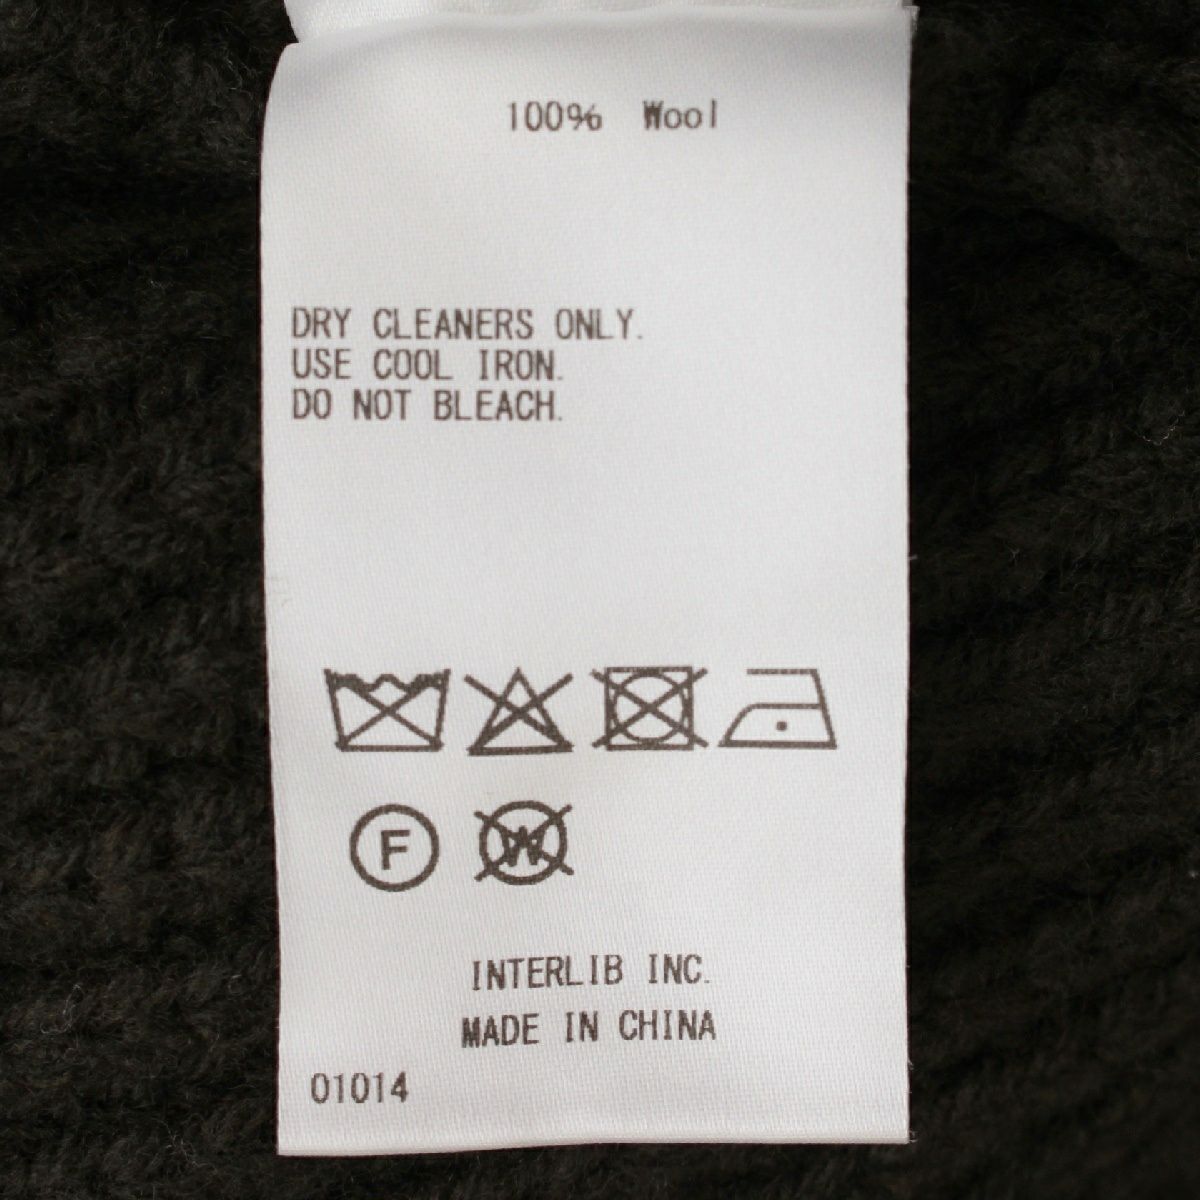 100% Wool
DRY CLEANERS ONLY.
USE COOL IRON.
DO NOT BLEACH.
F W
INTERLIB INC.
MADE IN CHINA
01014